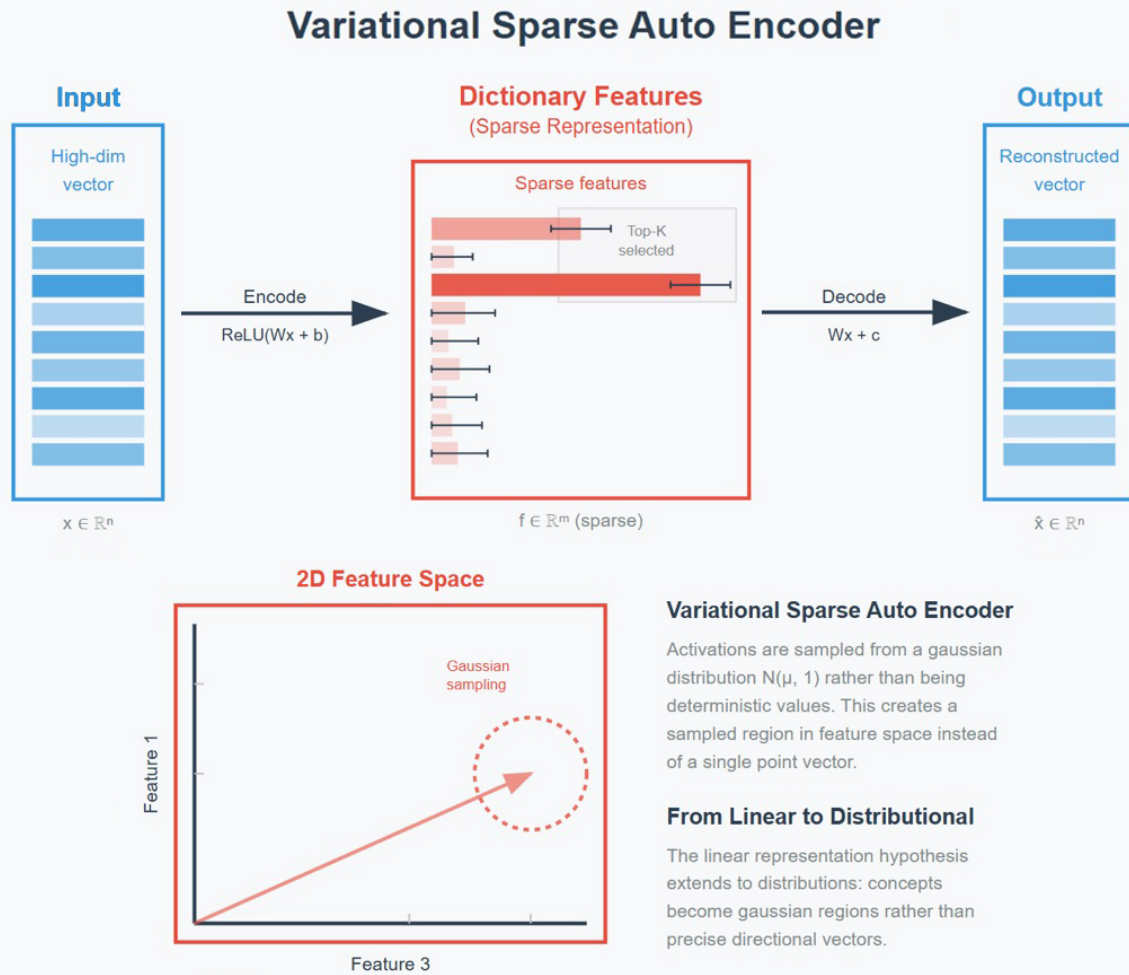 Variational Sparse Auto Encoder
Input
High-dim
vector
x ∈ ℝⁿ
Encode
ReLU(Wx + b)
Dictionary Features
(Sparse Representation)
Sparse features
Top-K
selected
f ∈ ℝᵐ (sparse)
Decode
Wx + c
Output
Reconstructed
vector
x̂ ∈ ℝⁿ
2D Feature Space
Gaussian
sampling
Feature 1
Feature 3
Variational Sparse Auto Encoder
Activations are sampled from a gaussian
distribution N(μ, 1) rather than being
deterministic values. This creates a
sampled region in feature space instead
of a single point vector.
From Linear to Distributional
The linear representation hypothesis
extends to distributions: concepts
become gaussian regions rather than
precise directional vectors.